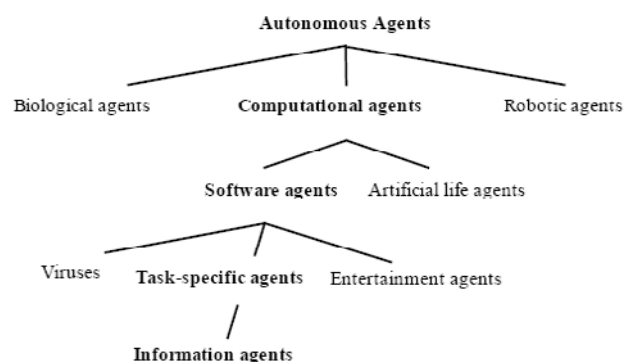 Autonomous Agents
Biological agents
Computational agents
Robotic agents
Software agents
Artificial life agents
Viruses
Task-specific agents
Entertainment agents
Information agents